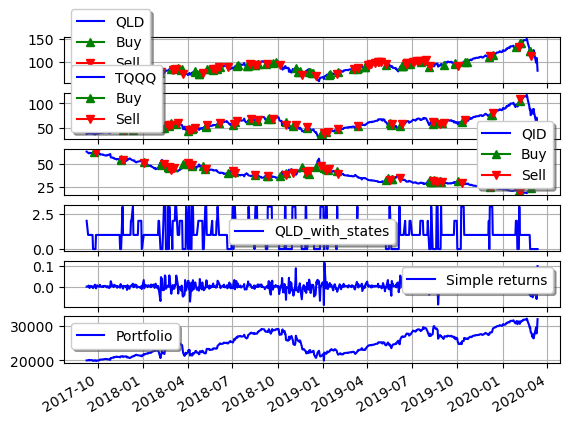 QLD
Buy
Sell
150
100
TQQQ
Buy
Sell
100
50
QID
Buy
Sell
50
25
QLD_with_states
2.5
0.0
Simple returns
0.1
0.0
Portfolio
30000
20000
2017-10 2018-01 2018-04 2018-07 2018-10 2019-01 2019-04 2019-07 2019-10 2020-01 2020-04